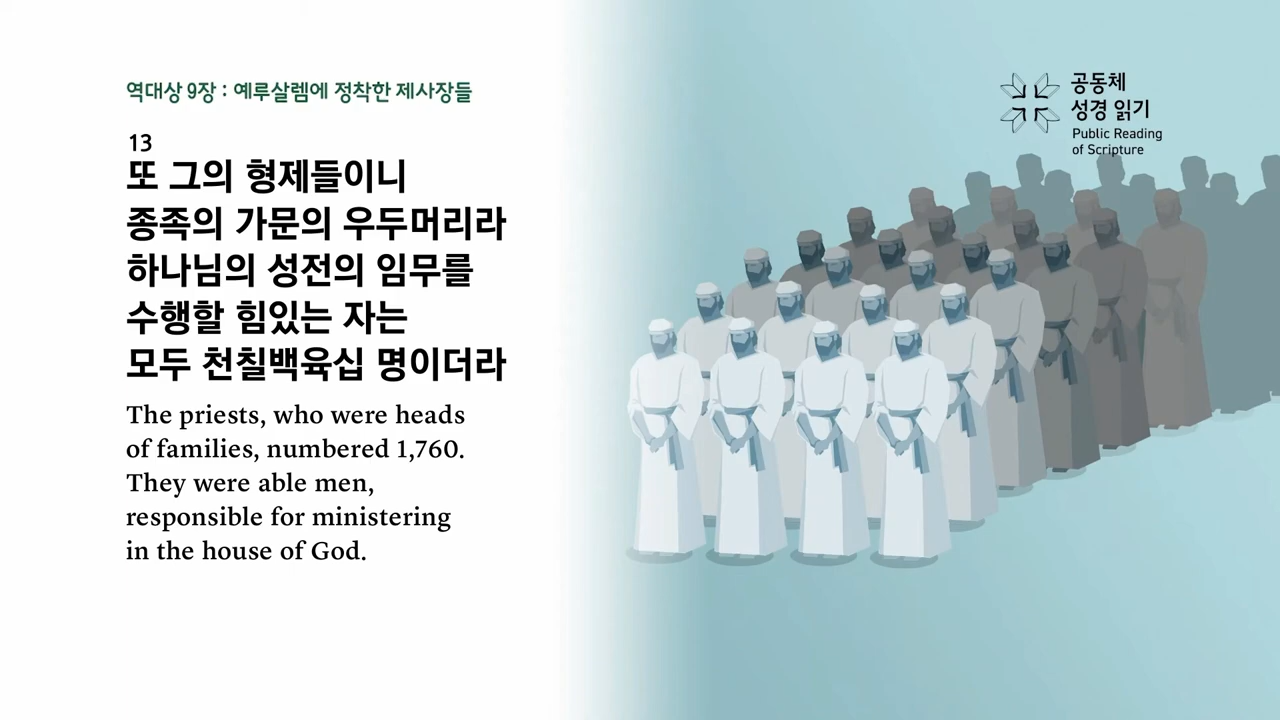 역대상 9장 : 예루살렘에 정착한 제사장들
13
또 그의 형제들이니
종족의 가문의 우두머리라
하나님의 성전의 임무를
수행할 힘있는 자는
모두 천칠백육십 명이더라
The priests, who were heads
of families, numbered 1,760.
They were able men,
responsible for ministering
in the house of God.
공동체
성경 읽기
Public Reading
of Scripture